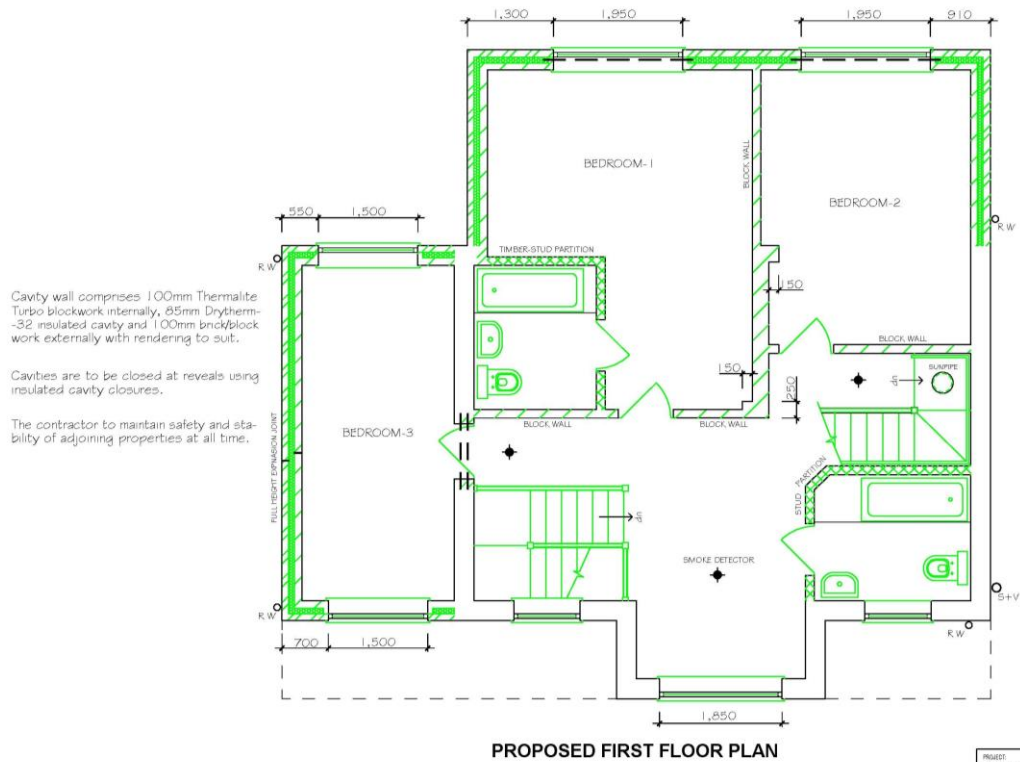 1,300
1,950
1,950
910
BEDROOM-1
BLOCK WALL
BEDROOM-2
550
1,500
R.W
R.W
TIMBER-STUD PARTITION
150
Cavity wall comprises 100mm Thermalite
Turbo blockwork internally, 85mm Drytherm-
-32 insulated cavity and 100mm brick/block
work externally with rendering to suit.
Cavities are to be closed at reveals using
insulated cavity closures.
The contractor to maintain safety and sta-
bility of adjoining properties at all time.
BLOCK WALL
150
UP
SUNPIPE
250
BEDROOM-3
BLOCK WALL
BLOCK WALL
FULL HEIGHT EXPNASION JOINT
STUD PARTITION
UP
SMOKE DETECTOR
R.W
S+V
R.W
700
1,500
1,850
PROPOSED FIRST FLOOR PLAN
PROJECT: